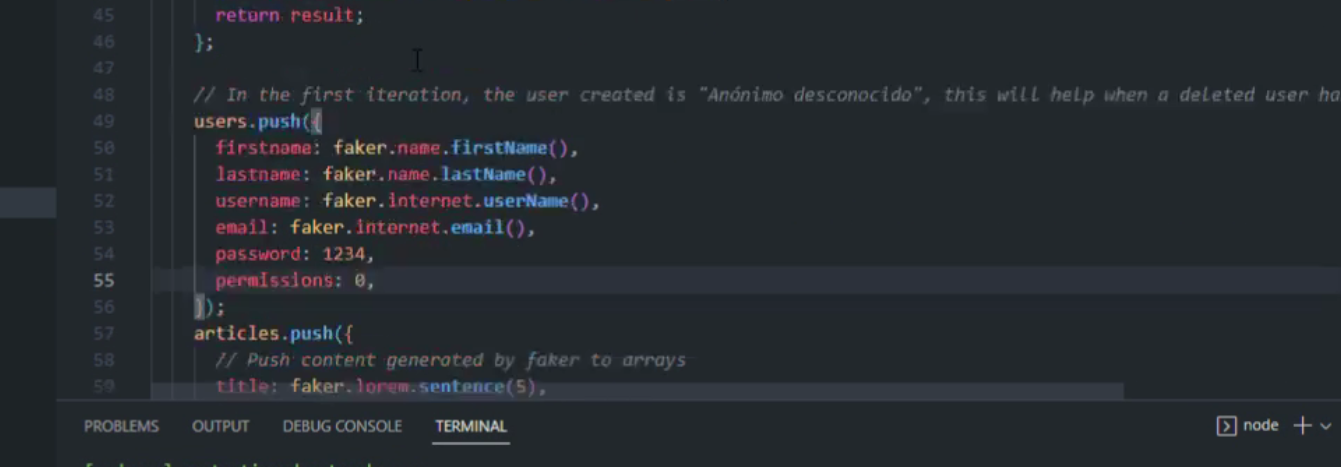 45 return result;
46 };
47
48 // In the first iteration, the user created is "Anónimo desconocido", this will help when a deleted user ha
49 users.push({
50 firstname: faker.name.firstName(),
51 lastname: faker.name.lastName(),
52 username: faker.internet.userName(),
53 email: faker.internet.email(),
54 password: 1234,
55 permissions: 0,
56 });
57 articles.push({
58 // Push content generated by faker to arrays
59 title: faker.lorem.sentence(5),
PROBLEMS OUTPUT DEBUG CONSOLE TERMINAL node